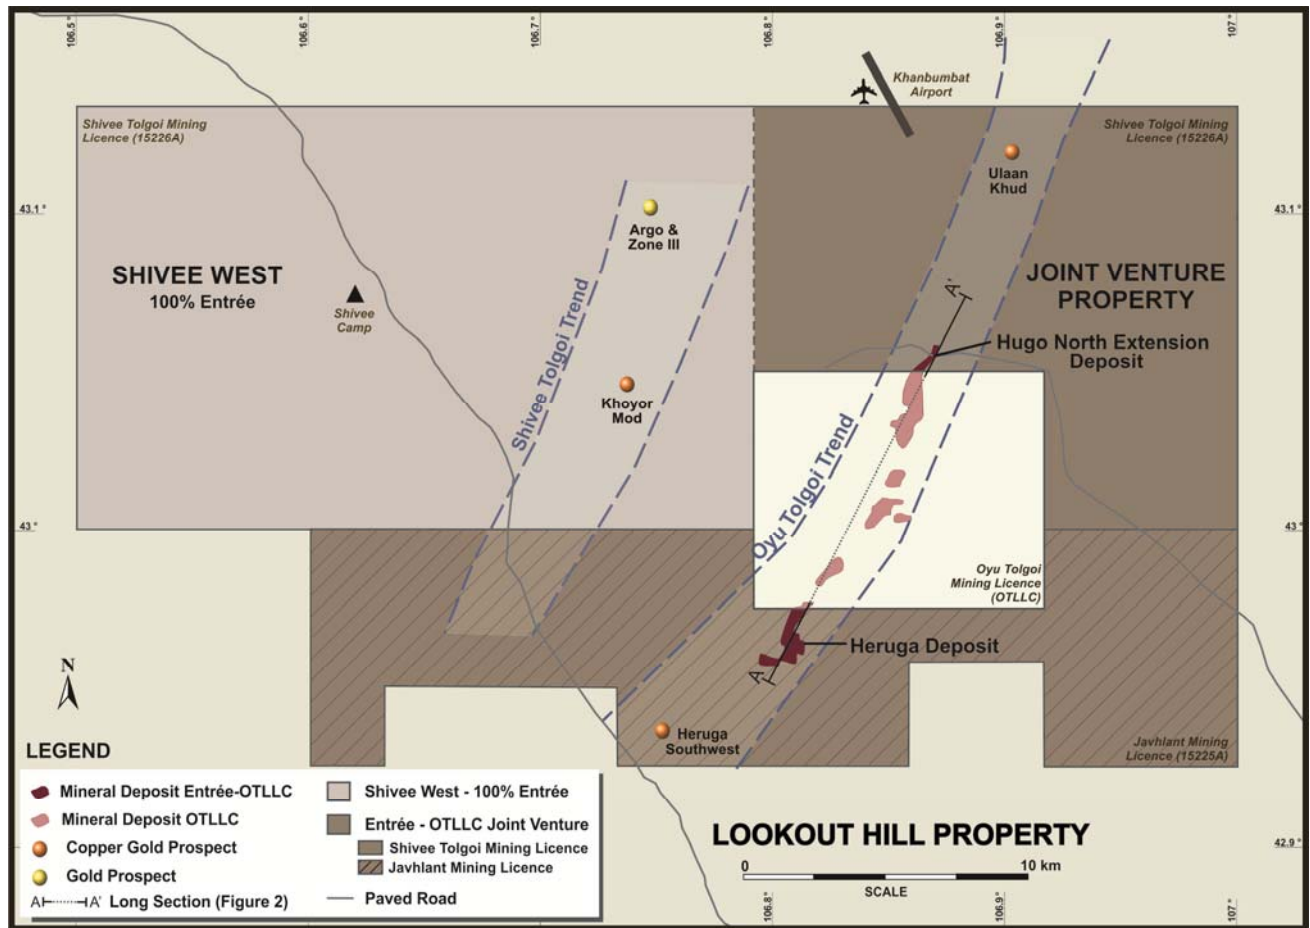 106.5 °
106.6 °
106.7 °
106.8 °
106.9 °
107 °
Khanbumbat
Airport
Shivee Tolgoi Mining
Licence (15226A)
Shivee Tolgoi Mining
Licence (15226A)
Ulaan
Khud
43.1 °
43.1 °
Argo &
Zone III
SHIVEE WEST
100% Entrée
JOINT VENTURE
PROPERTY
Shivee
Camp
A'
Hugo North Extension
Deposit
Shivee Tolgoi Trend
Khoyor
Mod
Oyu Tolgoi Trend
43 °
43 °
Oyu Tolgoi
Mining Licence
(OTLLC)
Heruga Deposit
A
N
Heruga
Southwest
Javhlant Mining
Licence (15225A)
LEGEND
Mineral Deposit Entrée-OTLLC
Mineral Deposit OTLLC
Copper Gold Prospect
Gold Prospect
A A' Long Section (Figure 2)
Shivee West - 100% Entrée
Entrée - OTLLC Joint Venture
Shivee Tolgoi Mining Licence
Javhlant Mining Licence
Paved Road
LOOKOUT HILL PROPERTY
0 10 km
SCALE
42.9 °
106.8 °
106.9 °
107 °